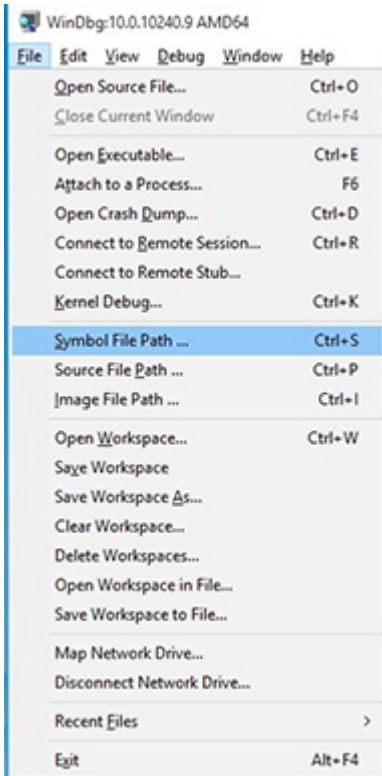 WinDbg:10.0.10240.9 AMD64
File Edit View Debug Window Help
Open Source File... Ctrl+O
Close Current Window Ctrl+F4
Open Executable... Ctrl+E
Attach to a Process... F6
Open Crash Dump... Ctrl+D
Connect to Remote Session... Ctrl+R
Connect to Remote Stub...
Kernel Debug... Ctrl+K
Symbol File Path ... Ctrl+S
Source File Path ... Ctrl+P
Image File Path ... Ctrl+I
Open Workspace... Ctrl+W
Save Workspace
Save Workspace As...
Clear Workspace...
Delete Workspaces...
Open Workspace in File...
Save Workspace to File...
Map Network Drive...
Disconnect Network Drive...
Recent Files >
Exit Alt+F4